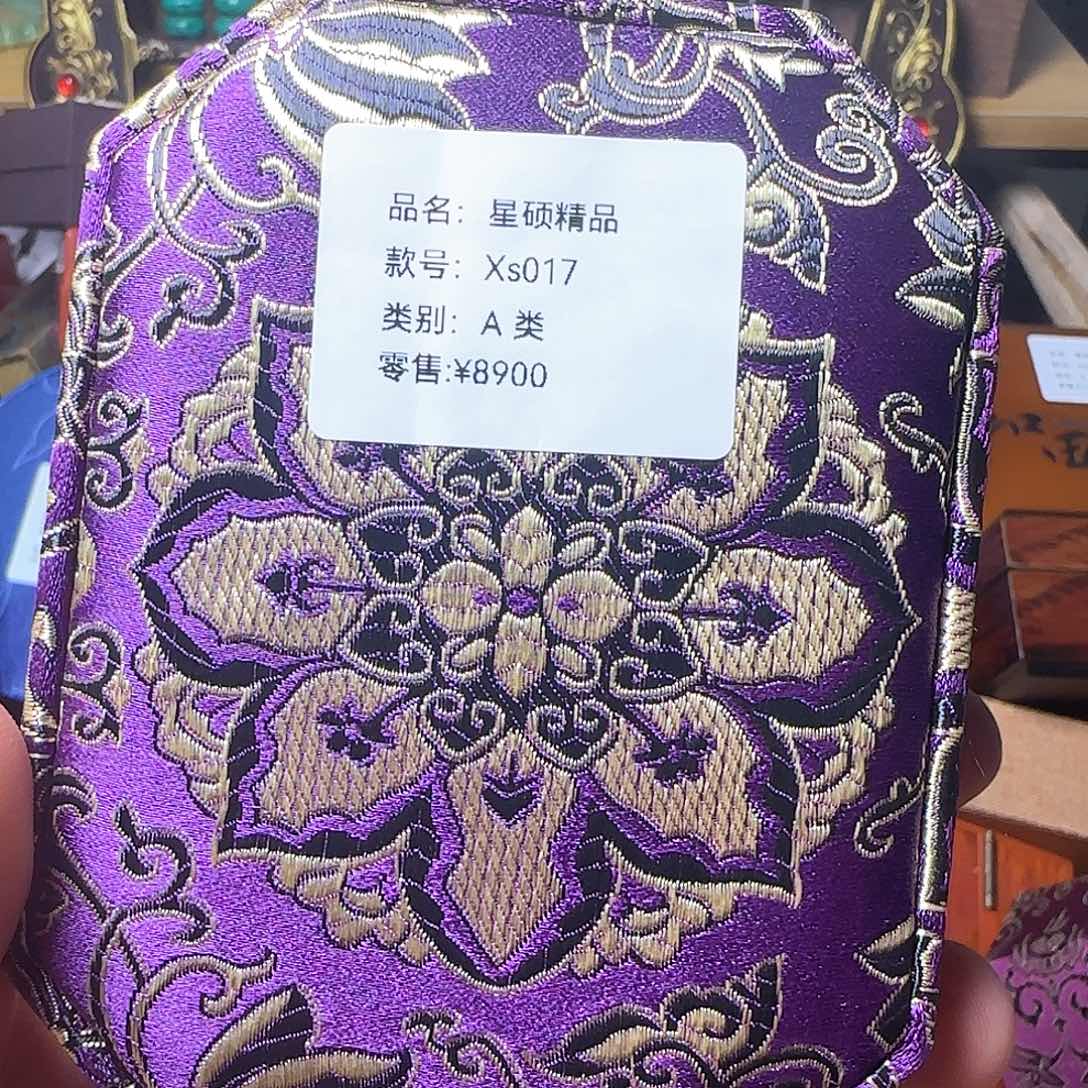 品名：星硕精品
款号：Xs017
类别：A 类
零售:¥8900